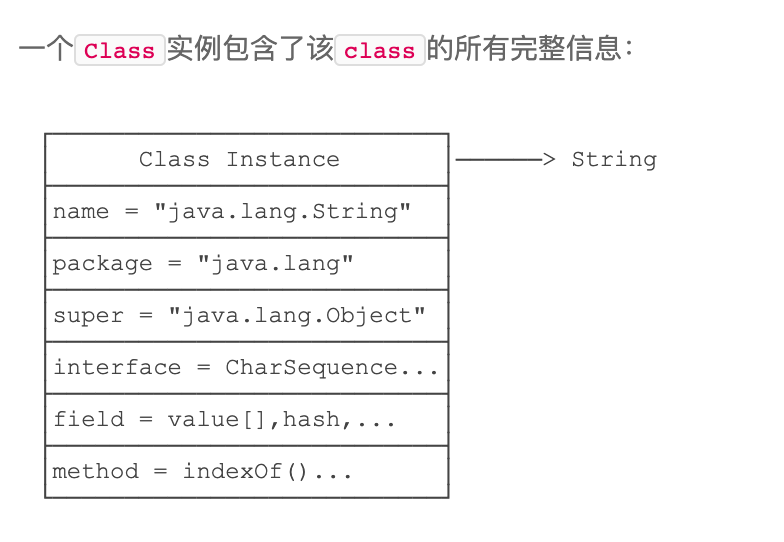 一个Class实例包含了该class的所有完整信息：
Class Instance ───> String
name = "java.lang.String"
package = "java.lang"
super = "java.lang.Object"
interface = CharSequence...
field = value[],hash,...
method = indexOf()...